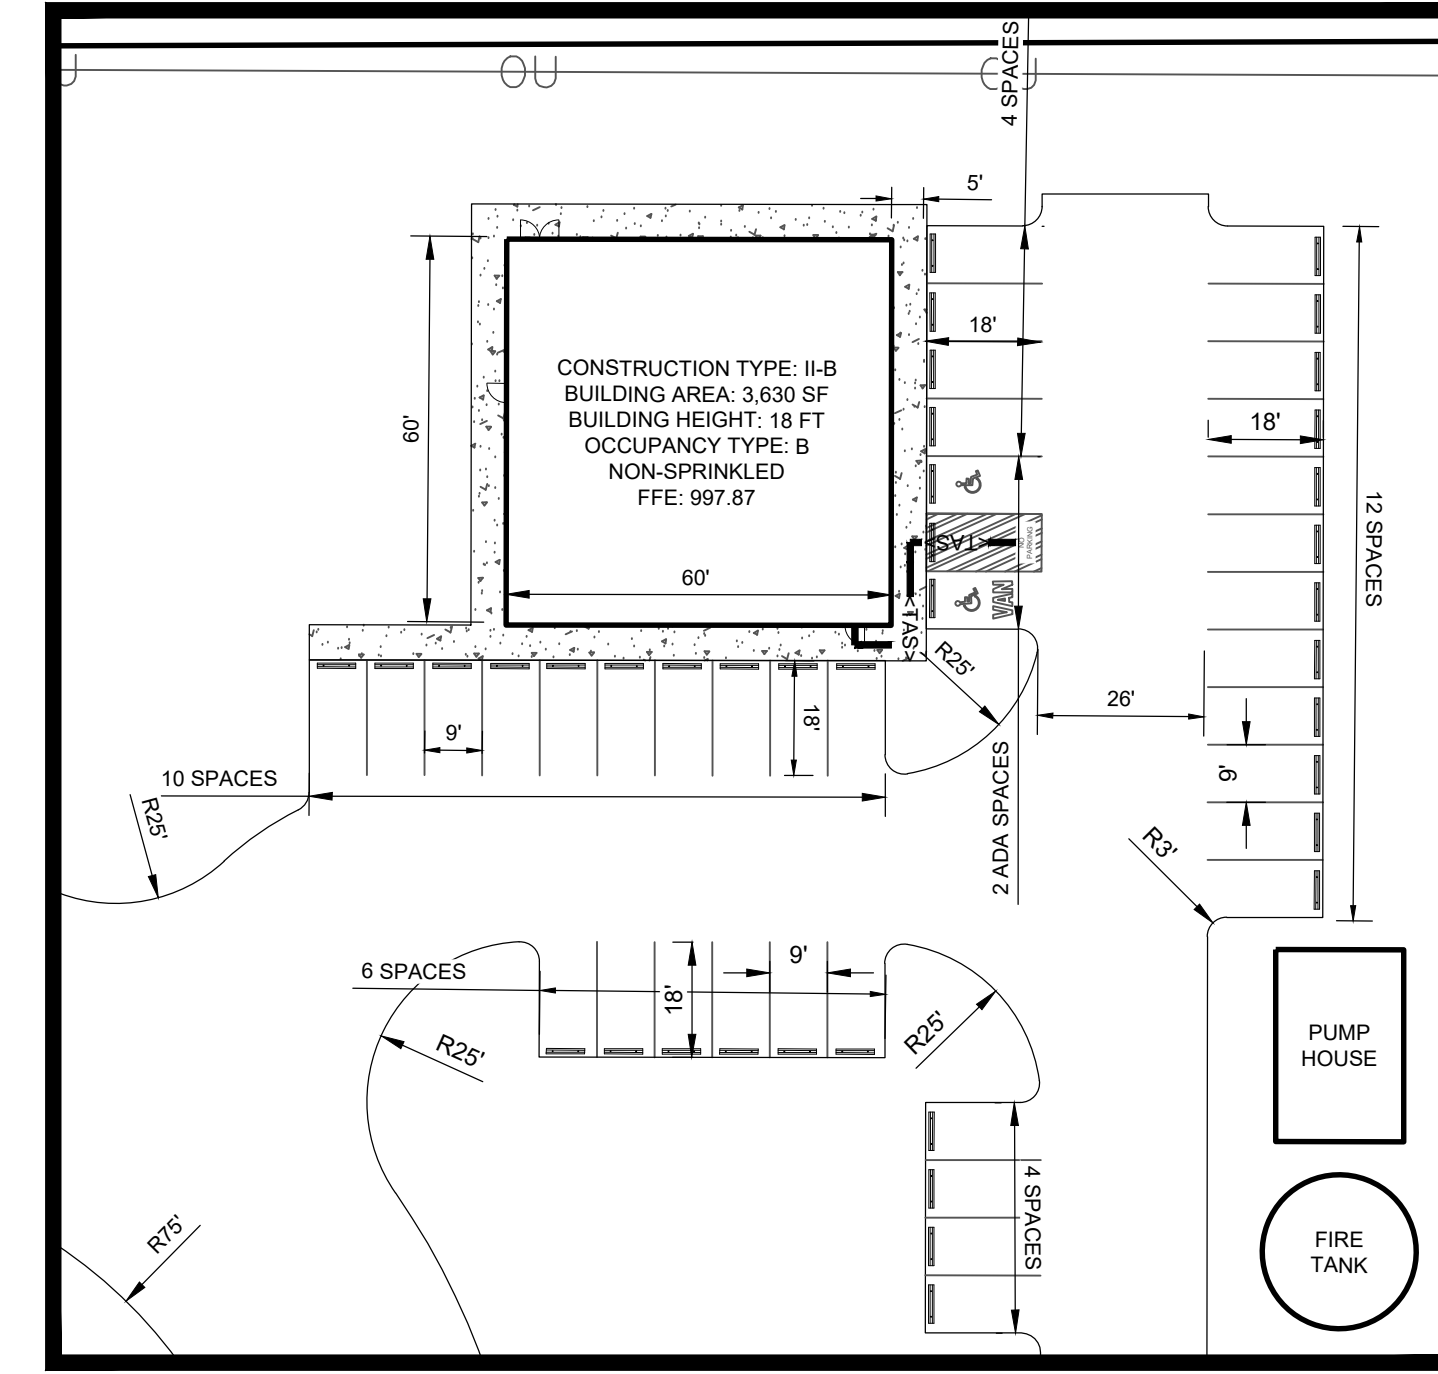 OU
4 SPACES
5'
18'
60'
CONSTRUCTION TYPE: II-B
BUILDING AREA: 3,630 SF
BUILDING HEIGHT: 18 FT
OCCUPANCY TYPE: B
NON-SPRINKLED
FFE: 997.87
60'
18'
12 SPACES
<TAS>
NO
PARKING
VAN
<TAS>
R25'
26'
9'
18'
9'
10 SPACES
R25'
2 ADA SPACES
R3'
6 SPACES
9'
18'
R25'
R25'
PUMP
HOUSE
4 SPACES
R75'
FIRE
TANK